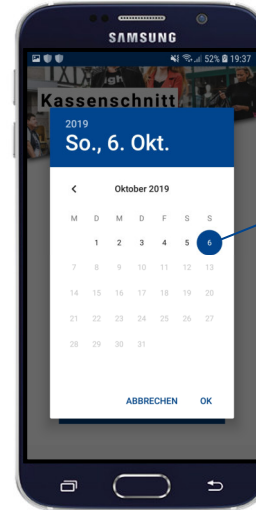 SAMSUNG
52% 19:37
Kassenschnitt
2019
So., 6. Okt.
Oktober 2019
M D M D F S S
1 2 3 4 5 6
7 8 9 10 11 12 13
14 15 16 17 18 19 20
21 22 23 24 25 26 27
28 29 30 31
ABBRECHEN OK